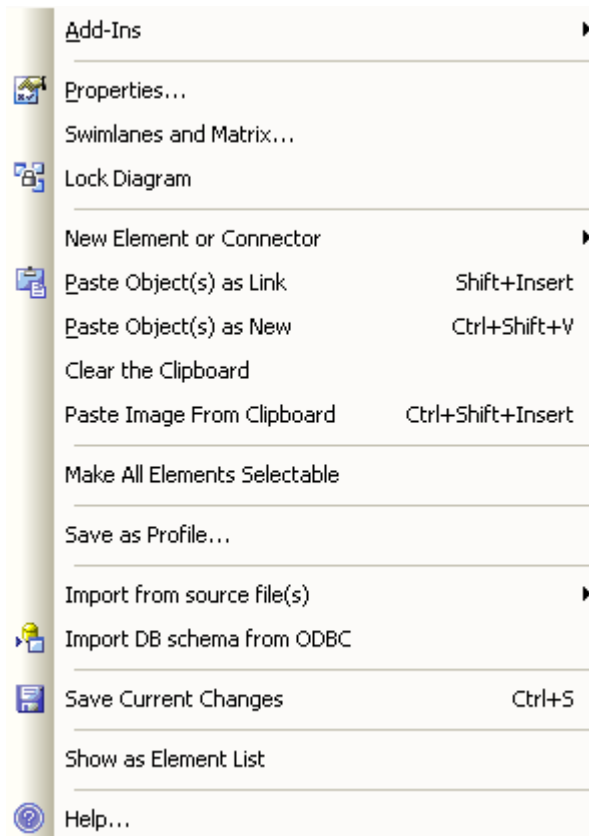 Add-Ins
Properties...
Swimlanes and Matrix...
Lock Diagram
New Element or Connector
Paste Object(s) as Link Shift+Insert
Paste Object(s) as New Ctrl+Shift+V
Clear the Clipboard
Paste Image From Clipboard Ctrl+Shift+Insert
Make All Elements Selectable
Save as Profile...
Import from source file(s)
Import DB schema from ODBC
Save Current Changes Ctrl+S
Show as Element List
Help...